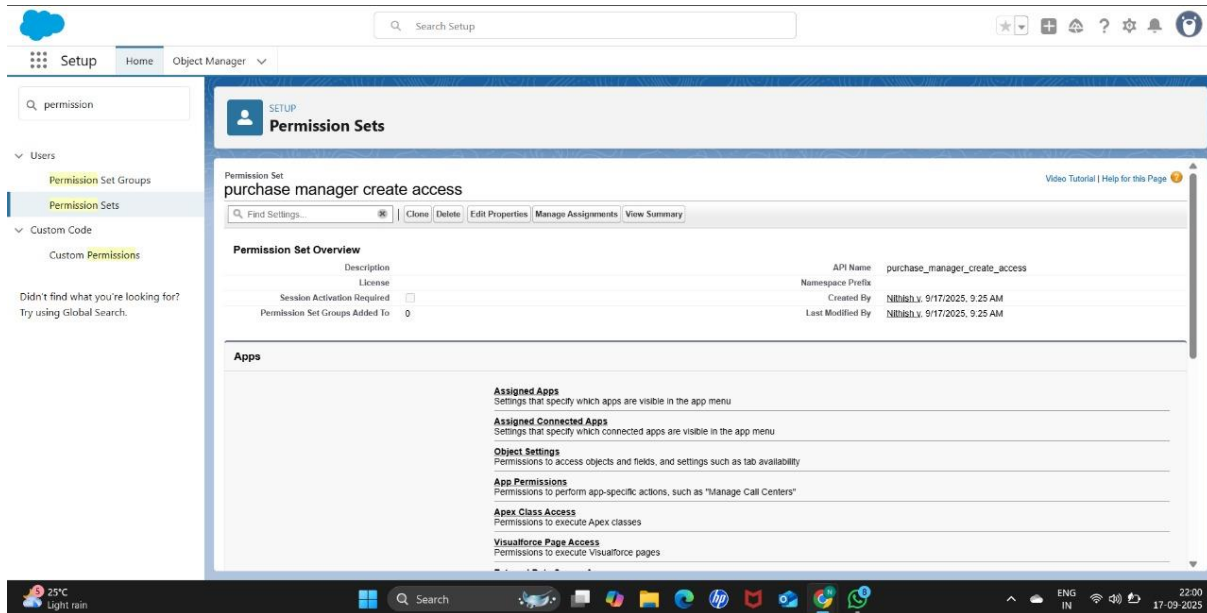 Search Setup
Setup
Home
Object Manager
permission
Users
Permission Set Groups
Permission Sets
Custom Code
Custom Permissions
Didn't find what you're looking for?
Try using Global Search.
SETUP
Permission Sets
Permission Set
purchase manager create access
Video Tutorial | Help for this Page
Find Settings...
Clone
Delete
Edit Properties
Manage Assignments
View Summary
Permission Set Overview
Description
API Name purchase_manager_create_access
License
Namespace Prefix
Session Activation Required
Created By Nithish v, 9/17/2025, 9:25 AM
Permission Set Groups Added To 0
Last Modified By Nithish v, 9/17/2025, 9:25 AM
Apps
Assigned Apps
Settings that specify which apps are visible in the app menu
Assigned Connected Apps
Settings that specify which connected apps are visible in the app menu
Object Settings
Permissions to access objects and fields, and settings such as tab availability
App Permissions
Permissions to perform app-specific actions, such as "Manage Call Centers"
Apex Class Access
Permissions to execute Apex classes
Visualforce Page Access
Permissions to execute Visualforce pages
5
25°C
Light rain
Search
hp
ENG
IN
22:00
17-09-2025